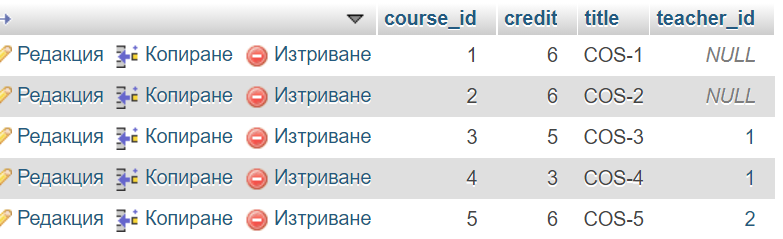 course_id credit title teacher_id
Редакция Копиране Изтриване 1 6 COS-1 NULL
Редакция Копиране Изтриване 2 6 COS-2 NULL
Редакция Копиране Изтриване 3 5 COS-3 1
Редакция Копиране Изтриване 4 3 COS-4 1
Редакция Копиране Изтриване 5 6 COS-5 2